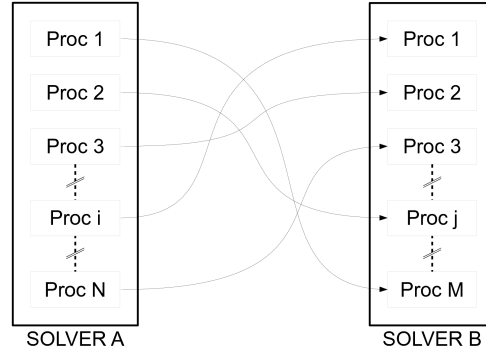 Proc 1
Proc 2
Proc 3
Proc i
Proc N
SOLVER A
Proc 1
Proc 2
Proc 3
Proc j
Proc M
SOLVER B